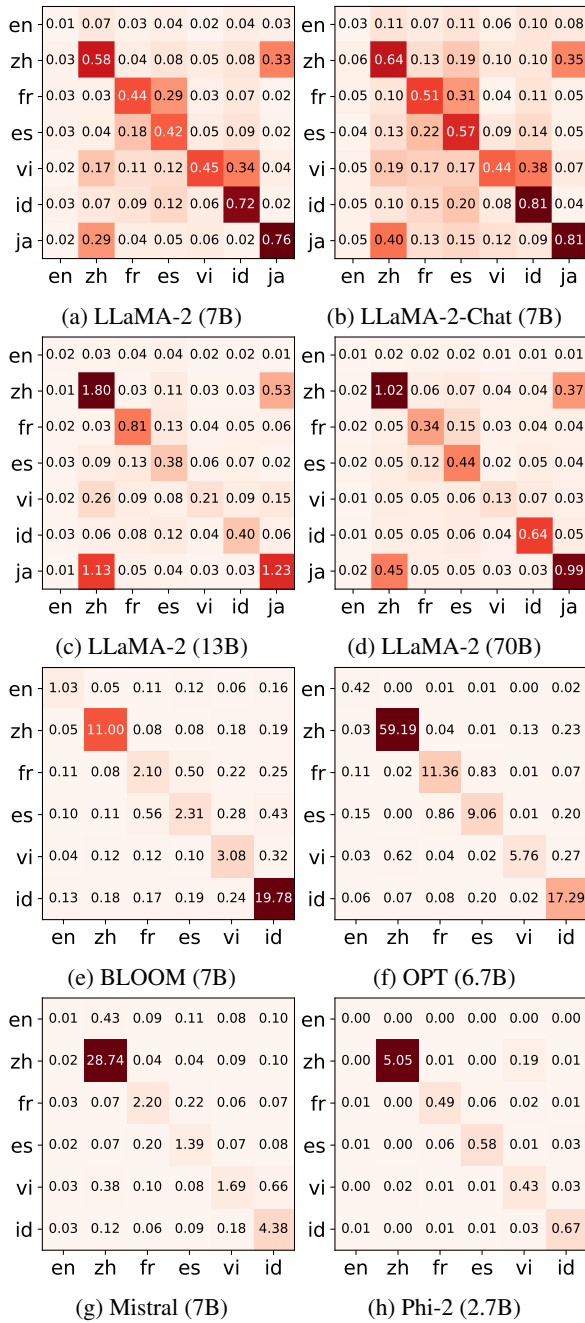 en 0.01 0.07 0.03 0.04 0.02 0.04 0.03
zh 0.03 0.58 0.04 0.08 0.05 0.08 0.33
fr 0.03 0.03 0.44 0.29 0.03 0.07 0.02
es 0.03 0.04 0.18 0.42 0.05 0.09 0.02
vi 0.02 0.17 0.11 0.12 0.45 0.34 0.04
id 0.03 0.07 0.09 0.12 0.06 0.72 0.02
ja 0.02 0.29 0.04 0.05 0.06 0.02 0.76
en zh fr es vi id ja
(a) LLaMA-2 (7B)
0.03 0.11 0.07 0.11 0.06 0.10 0.08
0.06 0.64 0.13 0.19 0.10 0.10 0.35
0.05 0.10 0.51 0.31 0.04 0.11 0.05
0.04 0.13 0.22 0.57 0.09 0.14 0.05
0.05 0.19 0.17 0.17 0.44 0.38 0.07
0.05 0.10 0.15 0.20 0.08 0.81 0.04
0.05 0.40 0.13 0.15 0.12 0.09 0.81
en zh fr es vi id ja
(b) LLaMA-2-Chat (7B)
en 0.02 0.03 0.04 0.04 0.02 0.02 0.01
zh 0.01 1.80 0.03 0.11 0.03 0.03 0.53
fr 0.02 0.03 0.81 0.13 0.04 0.05 0.06
es 0.03 0.09 0.13 0.38 0.06 0.07 0.02
vi 0.02 0.26 0.09 0.08 0.21 0.09 0.15
id 0.03 0.06 0.08 0.12 0.04 0.40 0.06
ja 0.01 1.13 0.05 0.04 0.03 0.03 1.23
en zh fr es vi id ja
(c) LLaMA-2 (13B)
0.01 0.02 0.02 0.02 0.01 0.01 0.01
0.02 1.02 0.06 0.07 0.04 0.04 0.37
0.02 0.05 0.34 0.15 0.03 0.04 0.04
0.02 0.05 0.12 0.44 0.02 0.05 0.04
0.01 0.05 0.05 0.06 0.13 0.07 0.03
0.01 0.05 0.05 0.06 0.04 0.64 0.05
0.02 0.45 0.05 0.05 0.03 0.03 0.99
en zh fr es vi id ja
(d) LLaMA-2 (70B)
en 1.03 0.05 0.11 0.12 0.06 0.16
zh 0.05 11.00 0.08 0.08 0.18 0.19
fr 0.11 0.08 2.10 0.50 0.22 0.25
es 0.10 0.11 0.56 2.31 0.28 0.43
vi 0.04 0.12 0.12 0.10 3.08 0.32
id 0.13 0.18 0.17 0.19 0.24 19.78
en zh fr es vi id
(e) BLOOM (7B)
en 0.42 0.00 0.01 0.01 0.00 0.02
zh 0.03 59.19 0.04 0.01 0.13 0.23
fr 0.11 0.02 11.36 0.83 0.01 0.07
es 0.15 0.00 0.86 9.06 0.01 0.20
vi 0.03 0.62 0.04 0.02 5.76 0.27
id 0.06 0.07 0.08 0.20 0.02 17.29
en zh fr es vi id
(f) OPT (6.7B)
en 0.01 0.43 0.09 0.11 0.08 0.10
zh 0.02 28.74 0.04 0.04 0.09 0.10
fr 0.03 0.07 2.20 0.22 0.06 0.07
es 0.02 0.07 0.20 1.39 0.07 0.08
vi 0.03 0.38 0.10 0.08 1.69 0.66
id 0.03 0.12 0.06 0.09 0.18 4.38
en zh fr es vi id
(g) Mistral (7B)
en 0.00 0.00 0.00 0.00 0.00 0.00
zh 0.00 5.05 0.01 0.00 0.19 0.01
fr 0.01 0.00 0.49 0.06 0.02 0.01
es 0.01 0.00 0.06 0.58 0.01 0.03
vi 0.00 0.02 0.01 0.01 0.43 0.03
id 0.01 0.00 0.01 0.01 0.03 0.67
en zh fr es vi id
(h) Phi-2 (2.7B)